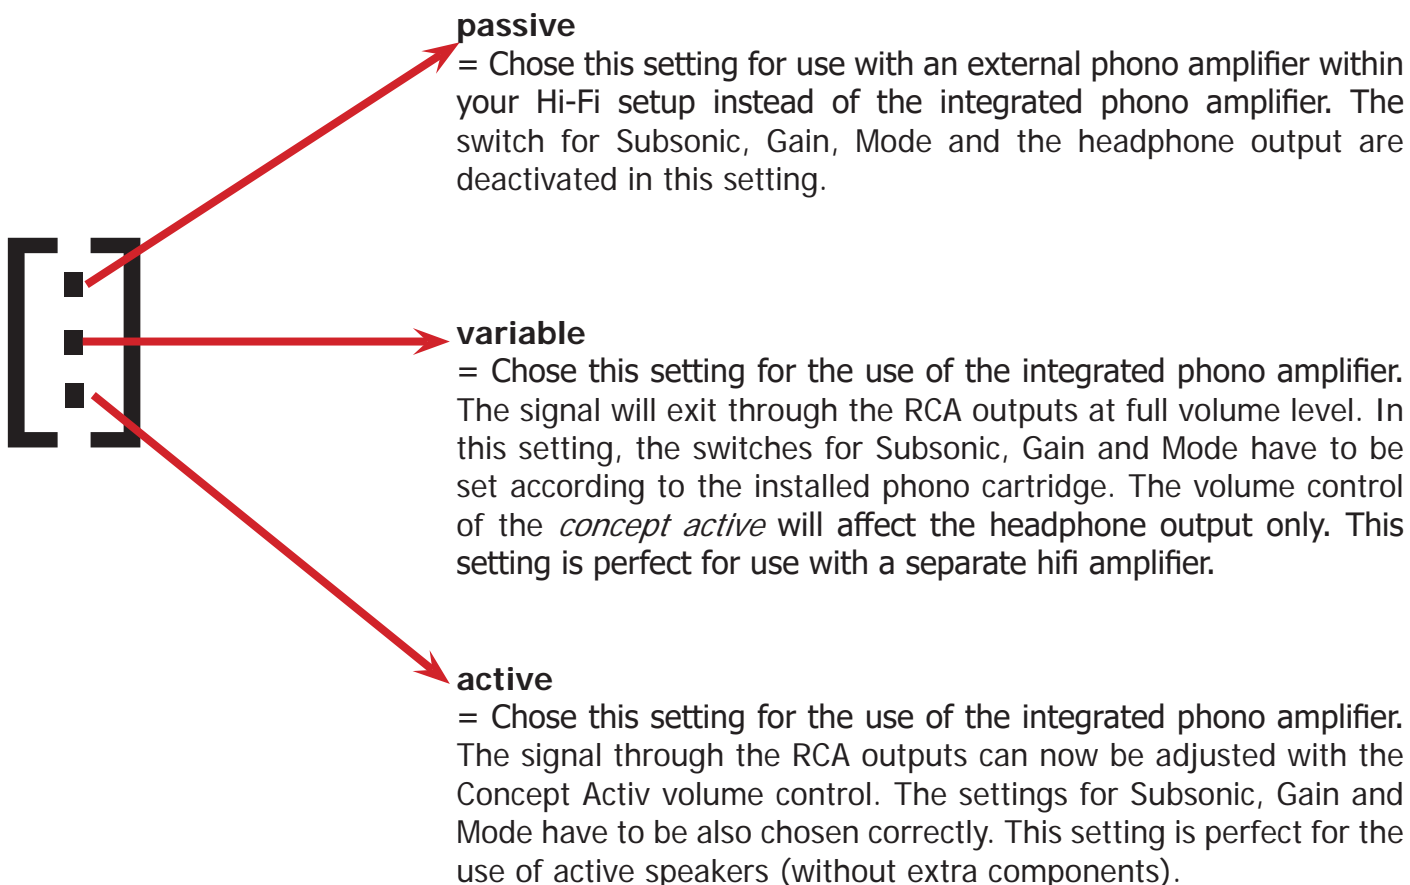 passive
= Chose this setting for use with an external phono amplifier within
your Hi-Fi setup instead of the integrated phono amplifier. The
switch for Subsonic, Gain, Mode and the headphone output are
deactivated in this setting.
variable
= Chose this setting for the use of the integrated phono amplifier.
The signal will exit through the RCA outputs at full volume level. In
this setting, the switches for Subsonic, Gain and Mode have to be
set according to the installed phono cartridge. The volume control
of the concept active will affect the headphone output only. This
setting is perfect for use with a separate hifi amplifier.
active
= Chose this setting for the use of the integrated phono amplifier.
The signal through the RCA outputs can now be adjusted with the
Concept Activ volume control. The settings for Subsonic, Gain and
Mode have to be also chosen correctly. This setting is perfect for the
use of active speakers (without extra components).